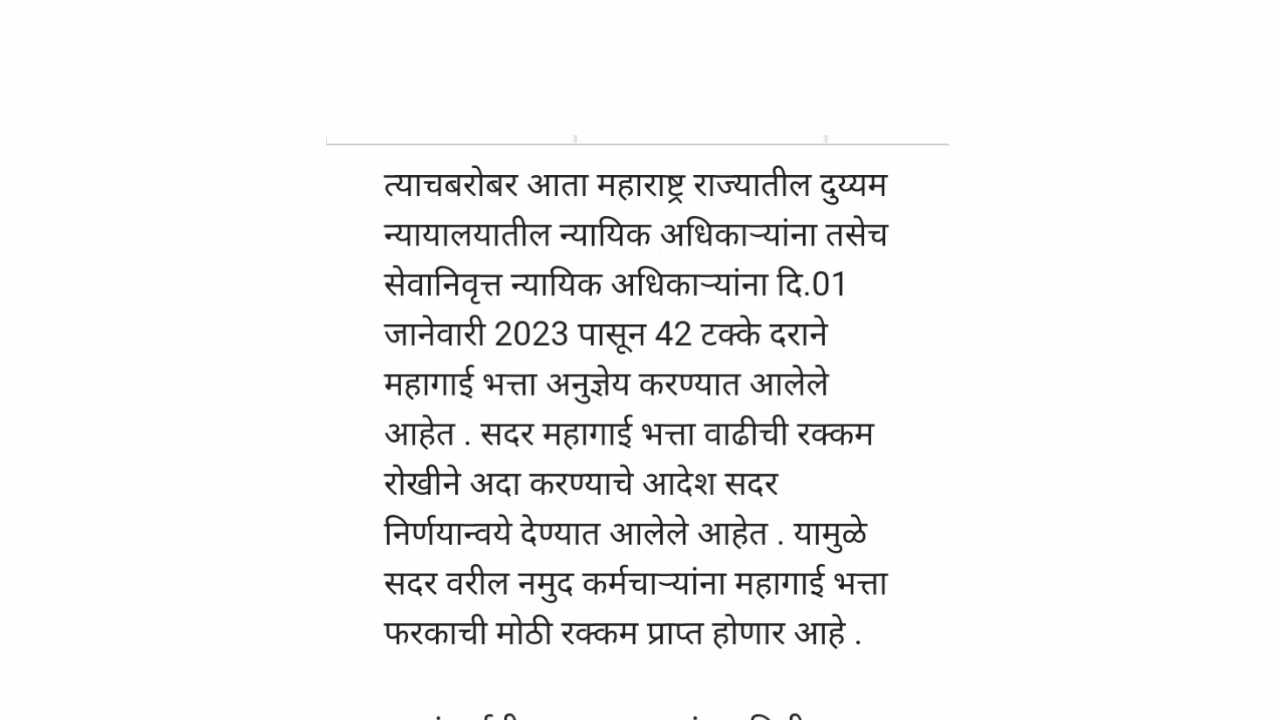 त्याचबरोबर आता महाराष्ट्र राज्यातील दुय्यम
न्यायालयातील न्यायिक अधिकाऱ्यांना तसेच
सेवानिवृत्त न्यायिक अधिकाऱ्यांना दि.01
जानेवारी 2023 पासून 42 टक्के दराने
महागाई भत्ता अनुज्ञेय करण्यात आलेले
आहेत . सदर महागाई भत्ता वाढीची रक्कम
रोखीने अदा करण्याचे आदेश सदर
निर्णयान्वये देण्यात आलेले आहेत . यामुळे
सदर वरील नमुद कर्मचाऱ्यांना महागाई भत्ता
फरकाची मोठी रक्कम प्राप्त होणार आहे .